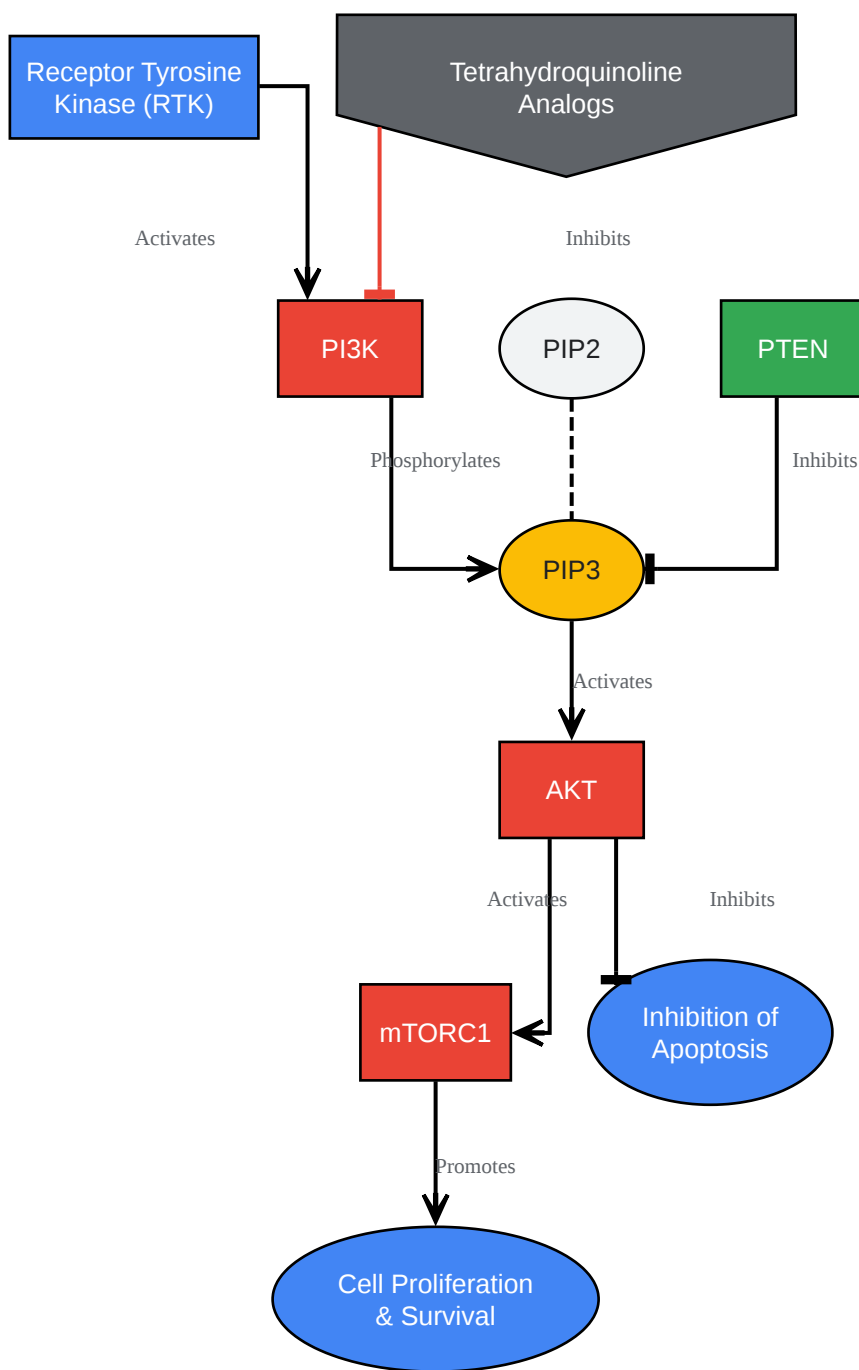 Receptor Tyrosine
Kinase (RTK)
Tetrahydroquinoline
Analogs
Activates
Inhibits
PI3K
PIP2
PTEN
Phosphorylates
Inhibits
PIP3
Activates
AKT
Activates
Inhibits
mTORC1
Inhibition of
Apoptosis
Promotes
Cell Proliferation
& Survival